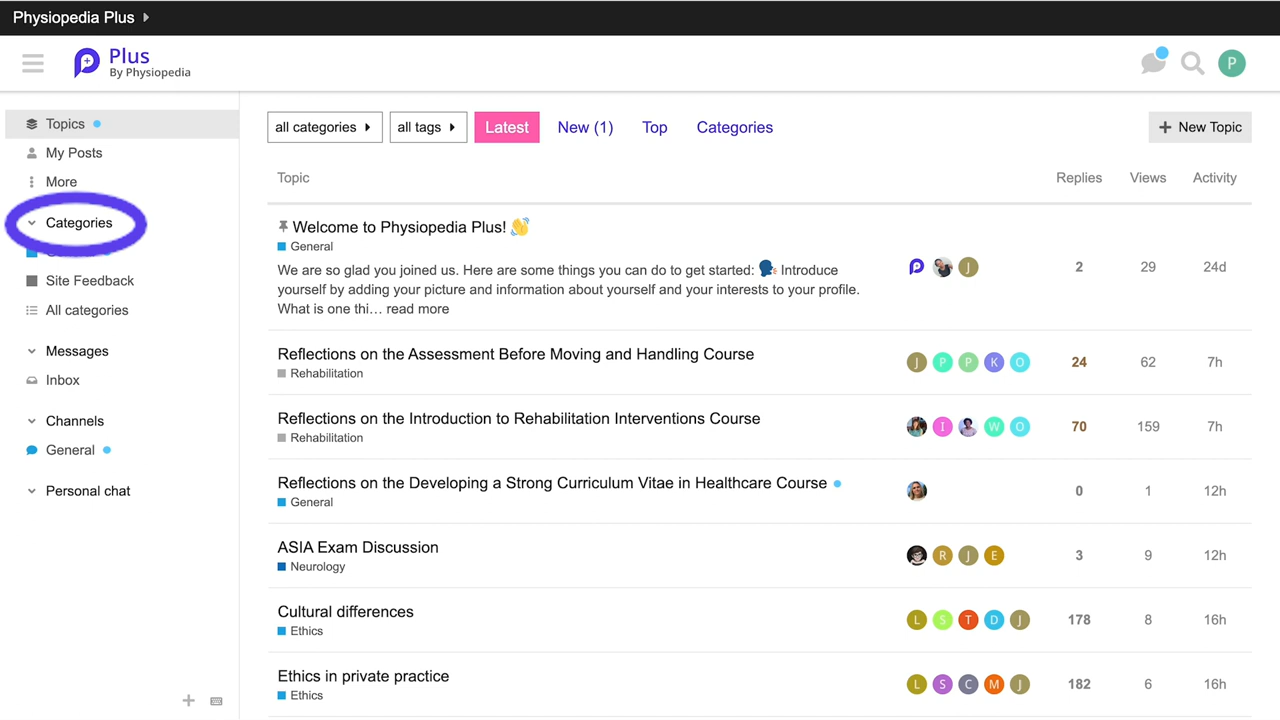 Physiopedia Plus
Plus
By Physiopedia
P
Topics
My Posts
More
Categories
Site Feedback
All categories
Messages
Inbox
Channels
General
Personal chat
all categories
all tags
Latest
New (1)
Top
Categories
+ New Topic
Topic
Replies
Views
Activity
Welcome to Physiopedia Plus! 👋
General
We are so glad you joined us. Here are some things you can do to get started: 🗣️ Introduce
yourself by adding your picture and information about yourself and your interests to your profile.
What is one thi… read more
J
2
29
24d
Reflections on the Assessment Before Moving and Handling Course
Rehabilitation
J P P K O
24
62
7h
Reflections on the Introduction to Rehabilitation Interventions Course
Rehabilitation
I W O
70
159
7h
Reflections on the Developing a Strong Curriculum Vitae in Healthcare Course
General
0
1
12h
ASIA Exam Discussion
Neurology
R J E
3
9
12h
Cultural differences
Ethics
L S T D J
178
8
16h
Ethics in private practice
Ethics
L S C M J
182
6
16h